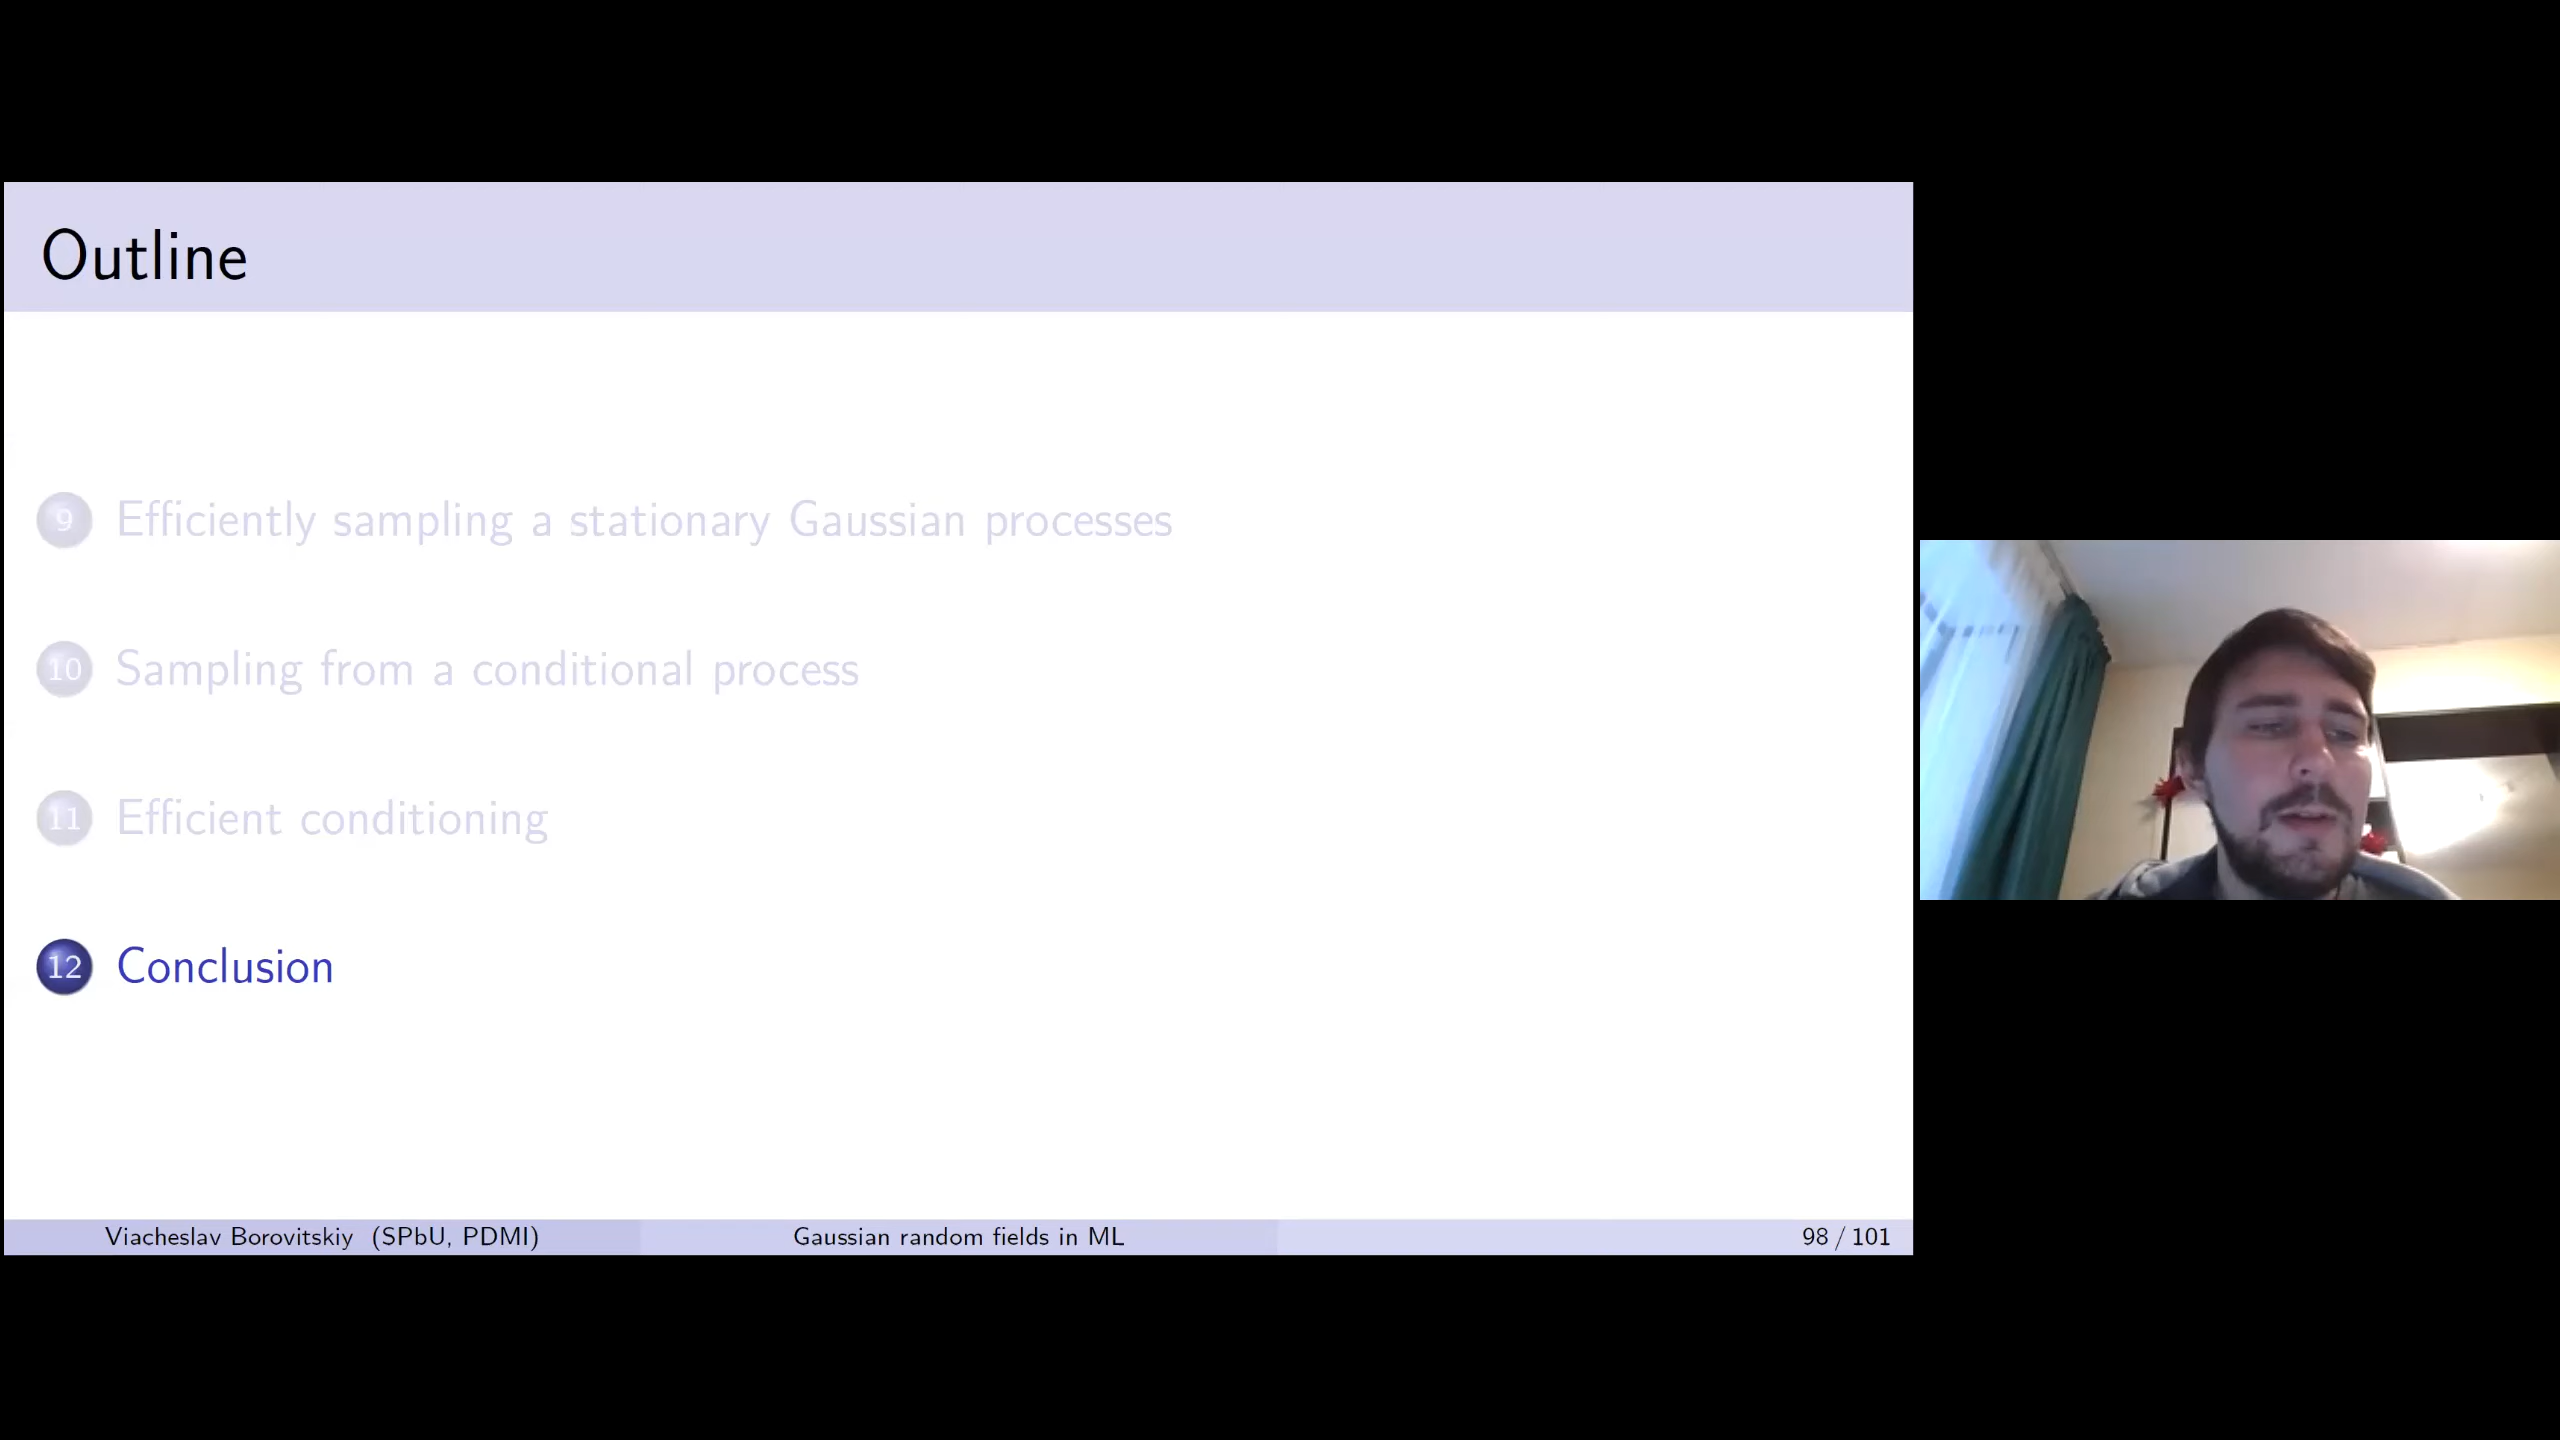 Outline
9 Efficiently sampling a stationary Gaussian processes
10 Sampling from a conditional process
11 Efficient conditioning
12 Conclusion
Viacheslav Borovitskiy (SPbU, PDMI) Gaussian random fields in ML 98 / 101